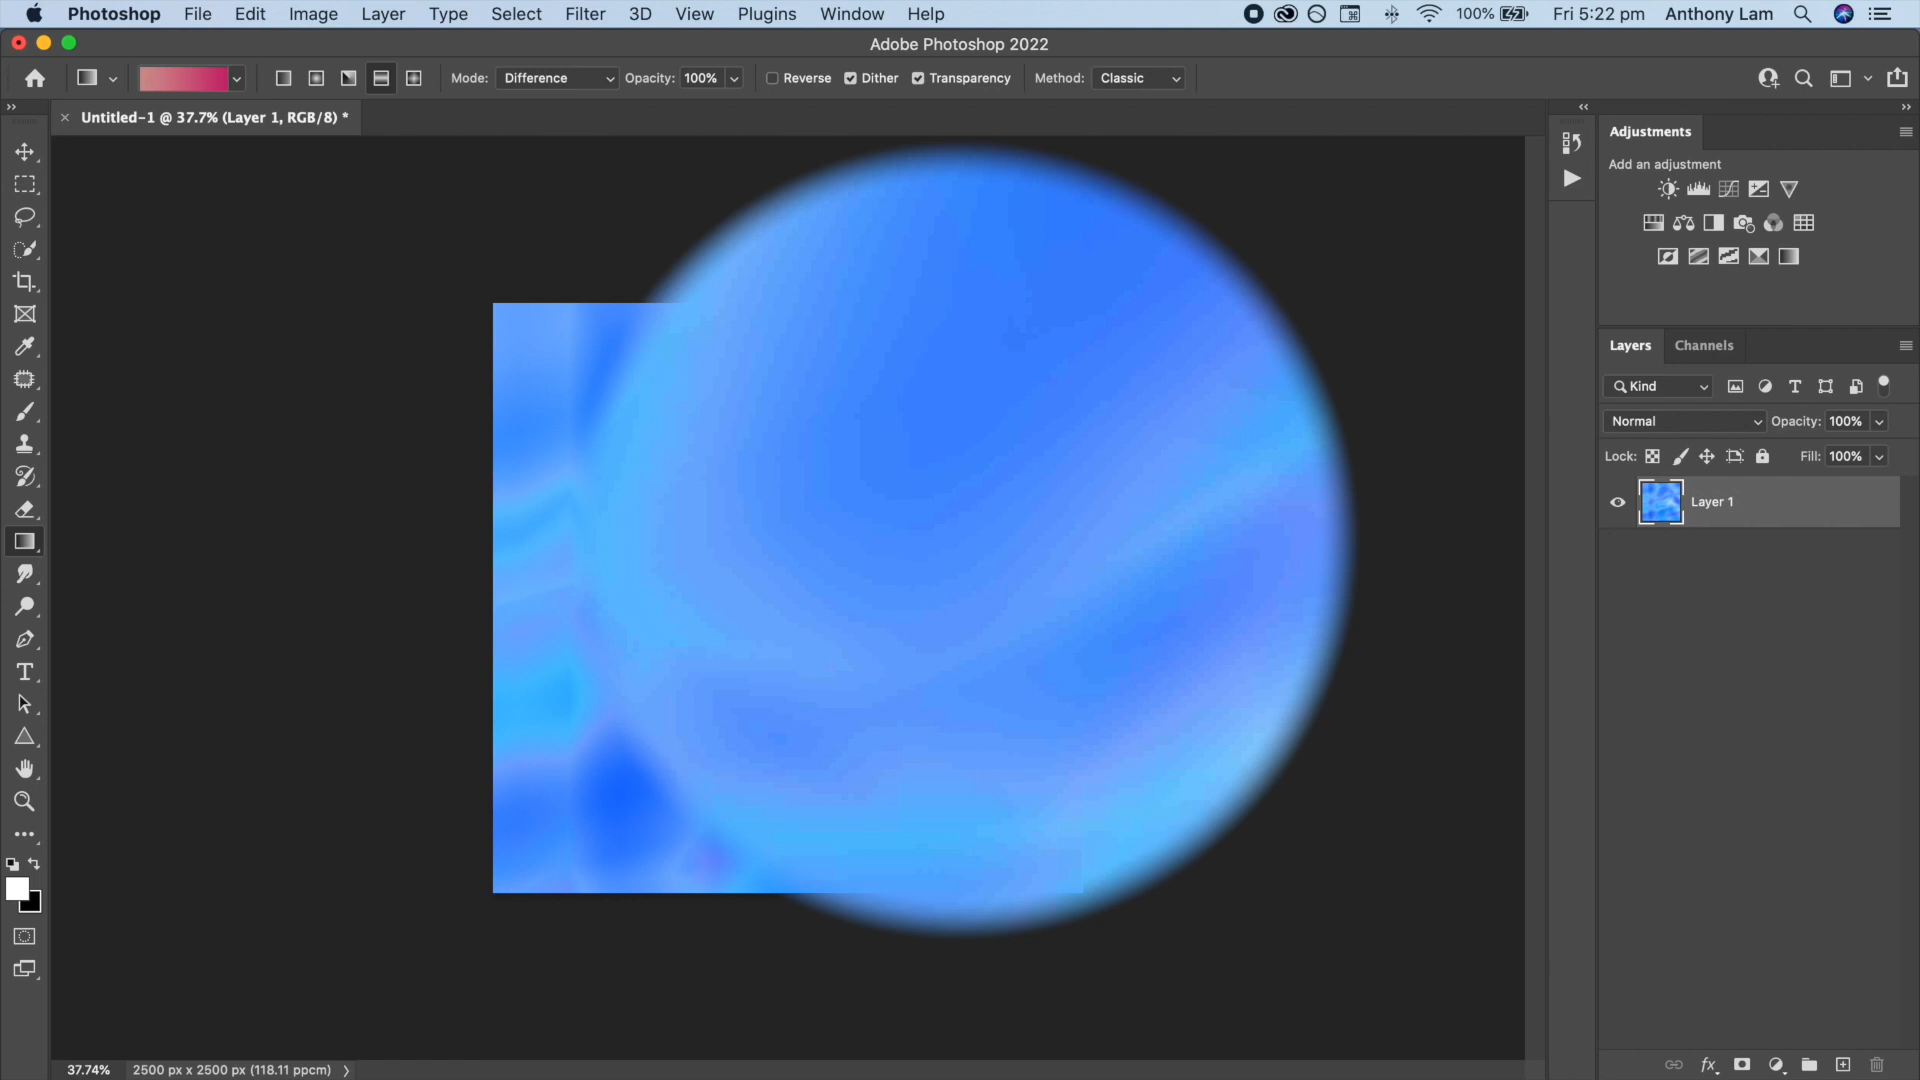 Photoshop File Edit Image Layer Type Select Filter 3D View Plugins Window Help 100% Fri 5:22 pm Anthony Lam
Adobe Photoshop 2022
Mode: Difference Opacity: 100% Reverse Dither Transparency Method: Classic
Untitled-1 @ 37.7% (Layer 1, RGB/8) *
Adjustments
Add an adjustment
Layers Channels
Kind
Normal Opacity: 100%
Lock: Fill: 100%
Layer 1
37.74% 2500 px x 2500 px (118.11 ppcm)